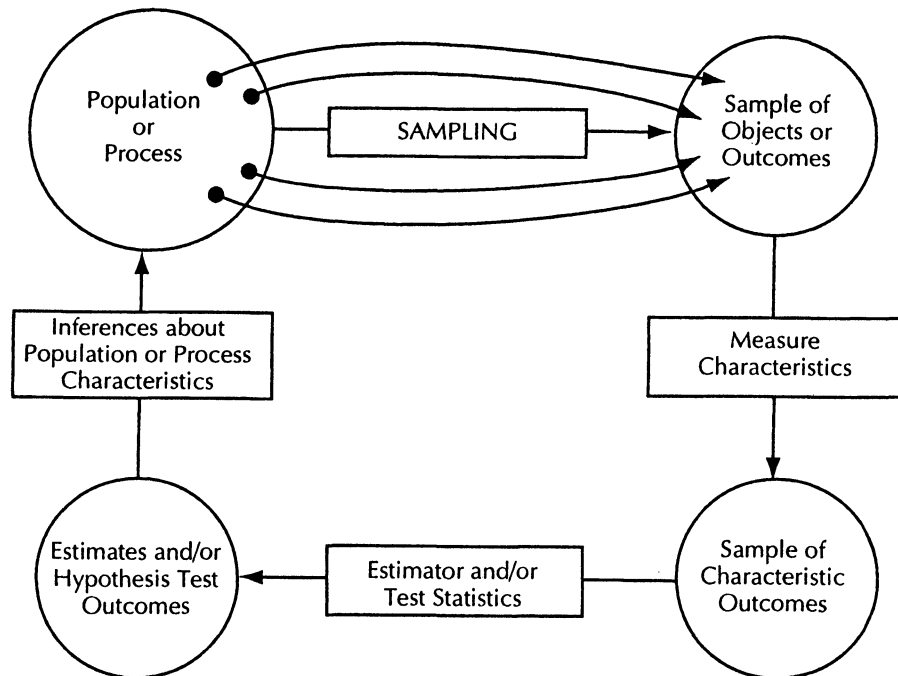 Population
or
Process
SAMPLING
Sample of
Objects or
Outcomes
Inferences about
Population or Process
Characteristics
Measure
Characteristics
Estimates and/or
Hypothesis Test
Outcomes
Estimator and/or
Test Statistics
Sample of
Characteristic
Outcomes